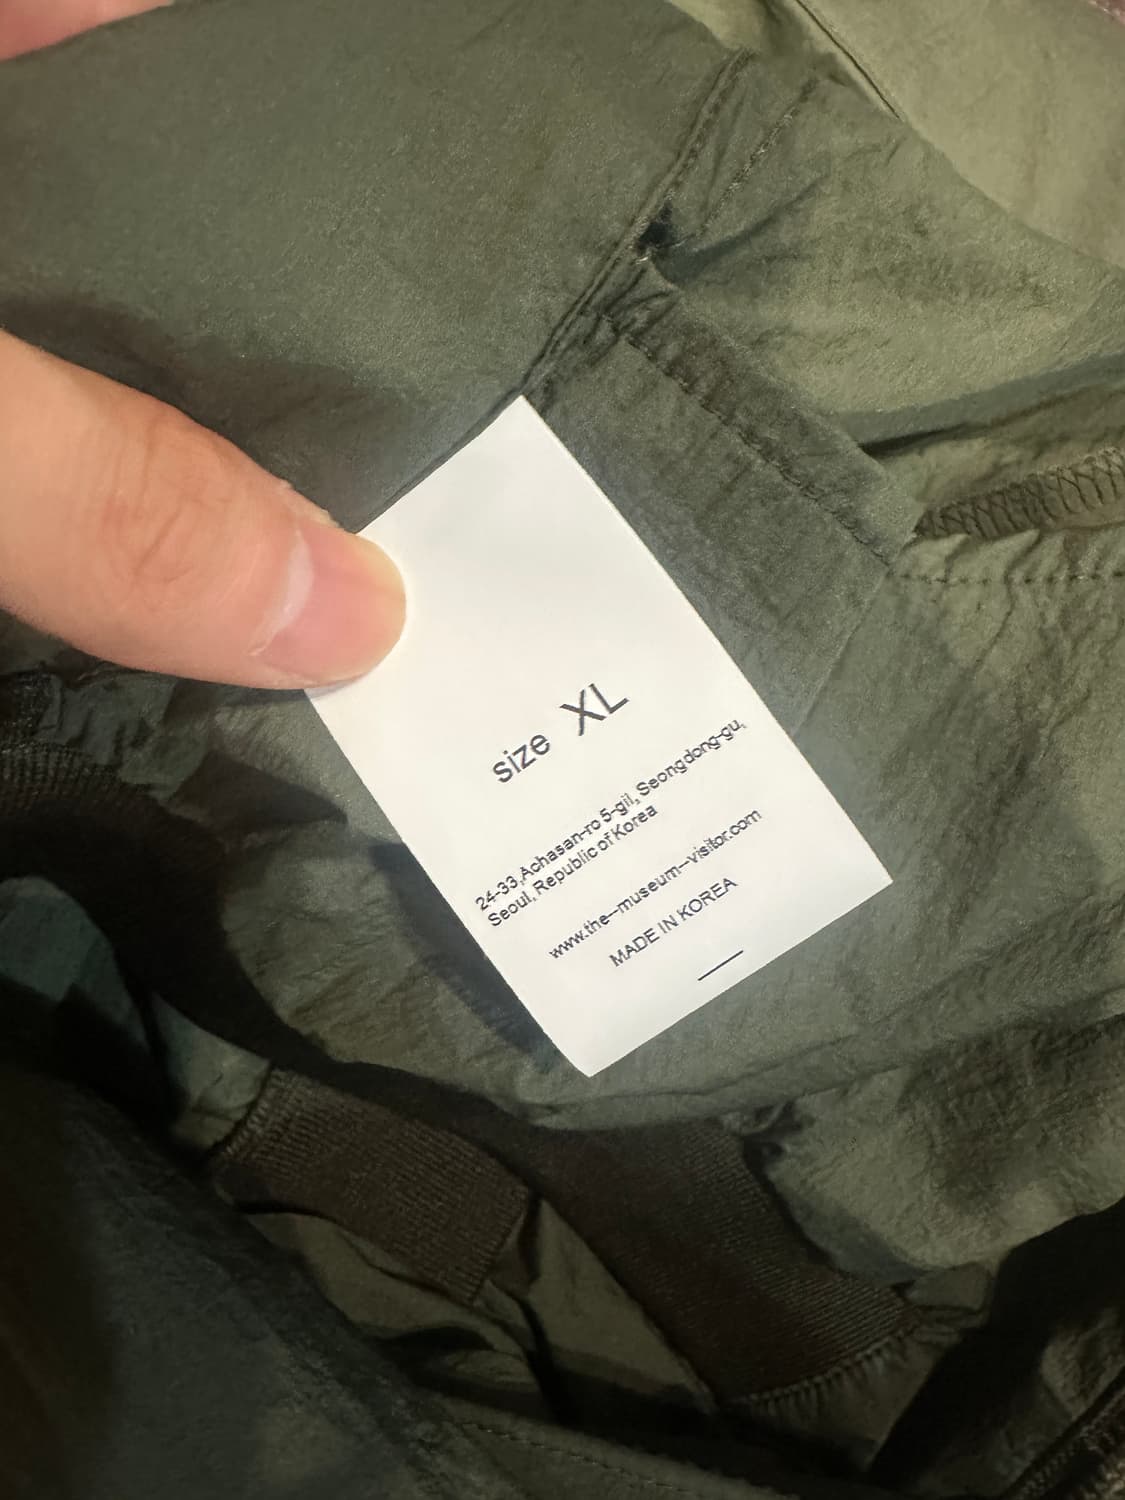 size XL
24-33,Achasan-ro 5-gil, Seongdong-gu,
Seoul, Republic of Korea
www.the-museum-visitor.com
MADE IN KOREA